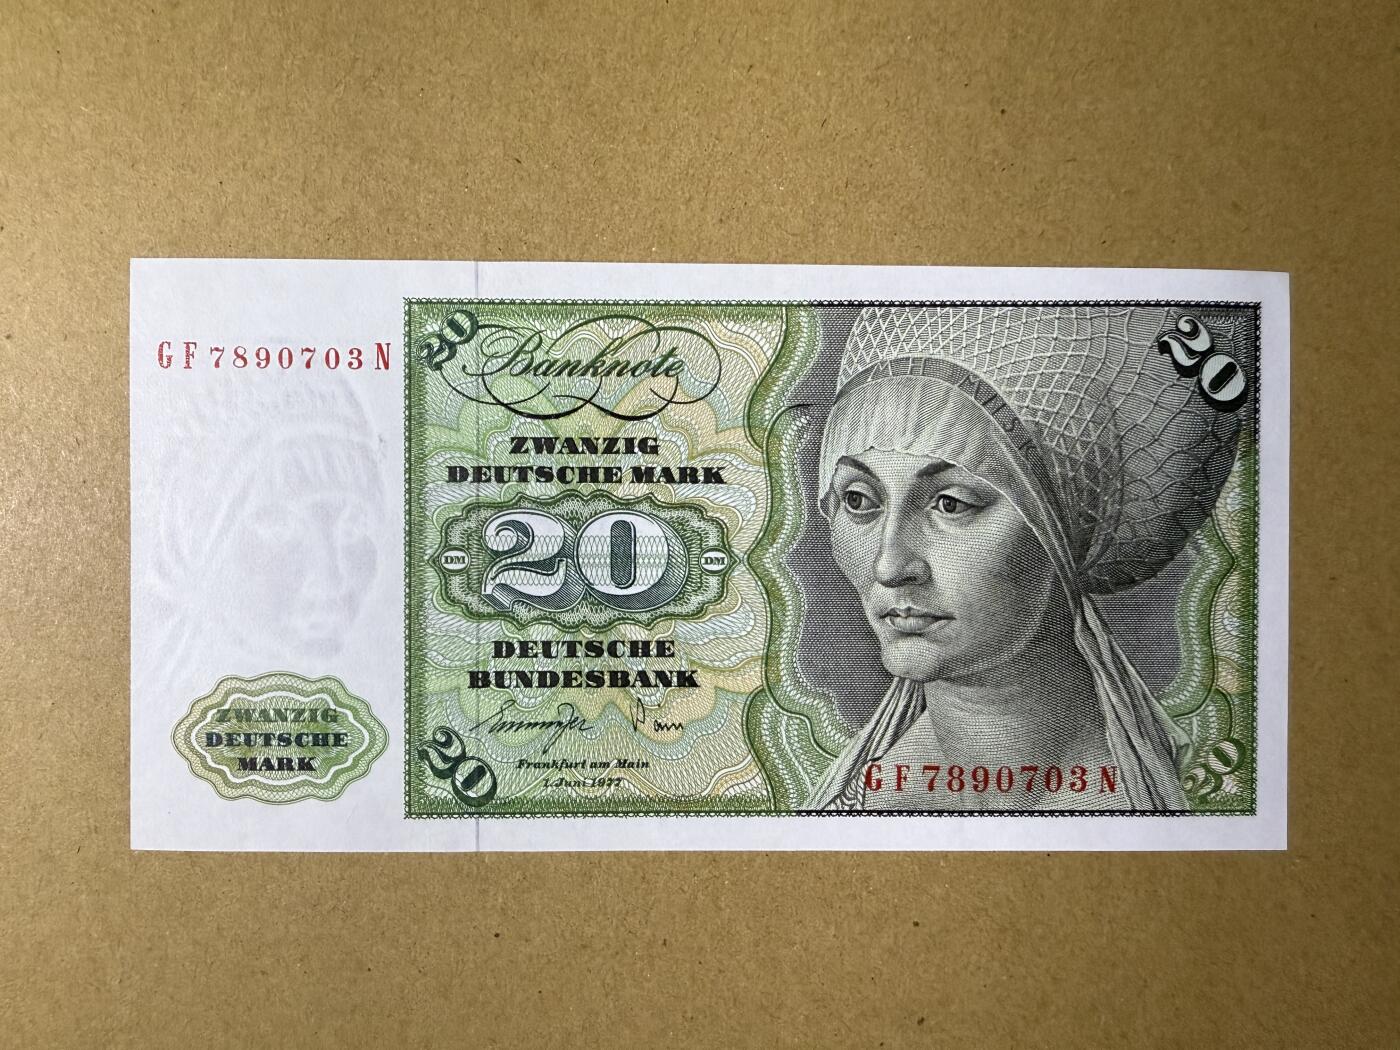 20
Banknote
20
GF7890703N
ZWANZIG
DEUTSCHE MARK
DM 20 DM
DEUTSCHE
BUNDESBANK
Frankfurt am Main
1. Juni 1977
20
20
ZWANZIG
DEUTSCHE
MARK
GF7890703N